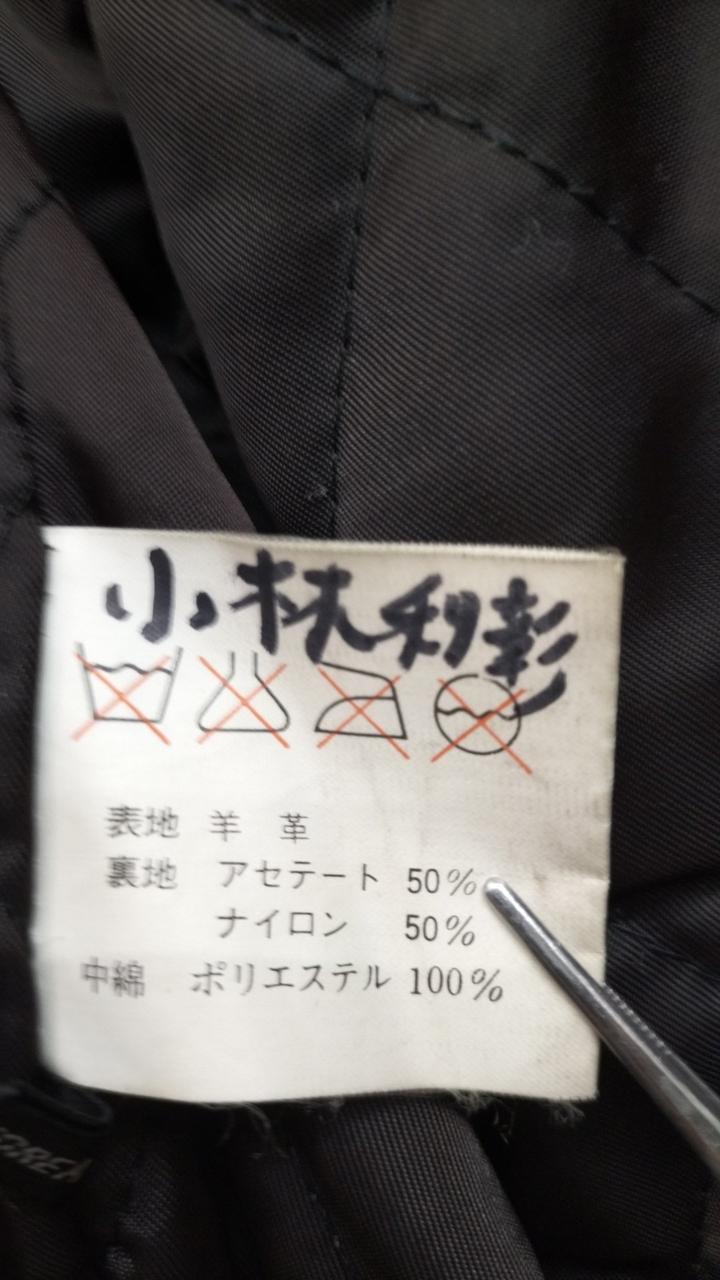 小林利彰
表地 羊 革
裏地 アセテート 50%
ナイロン 50%
中綿 ポリエステル 100%